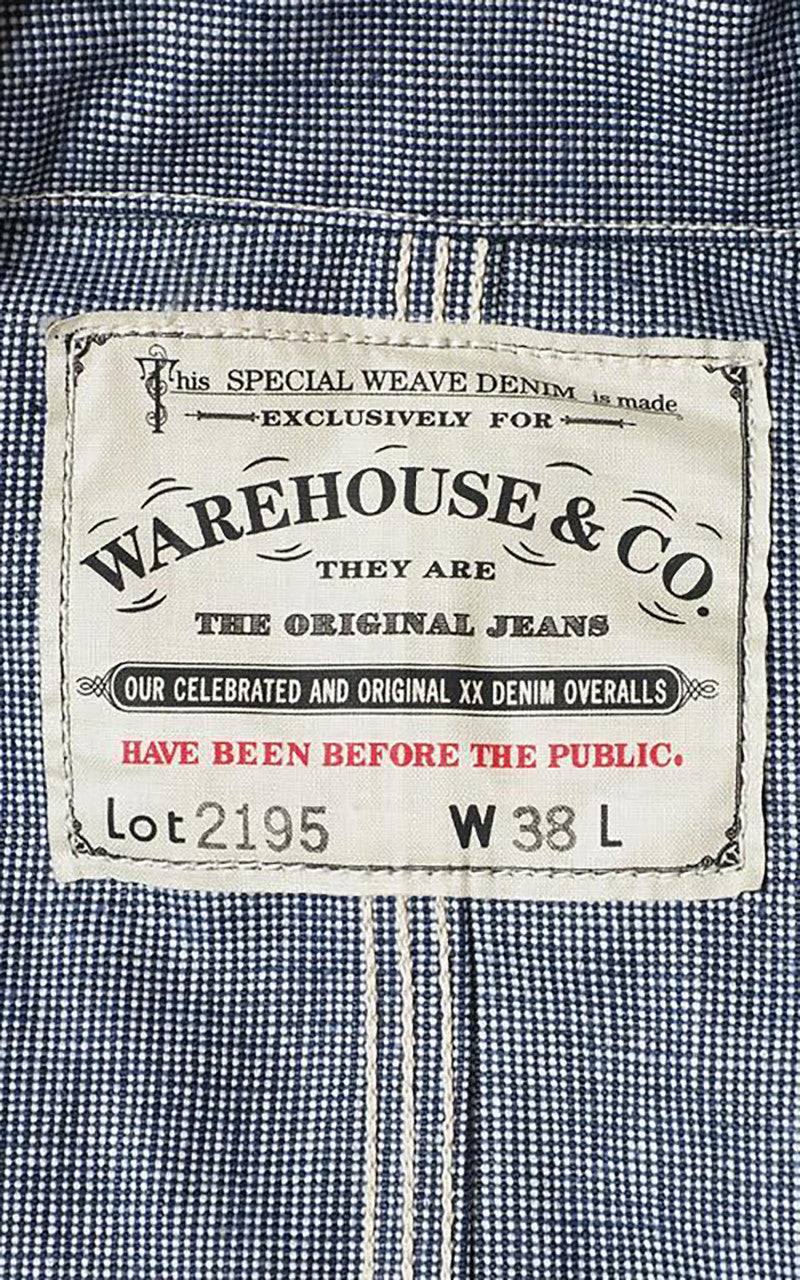 This SPECIAL WEAVE DENIM is made
EXCLUSIVELY FOR
WAREHOUSE & CO.
THEY ARE
THE ORIGINAL JEANS
OUR CELEBRATED AND ORIGINAL XX DENIM OVERALLS
HAVE BEEN BEFORE THE PUBLIC.
Lot 2195 W 38 L